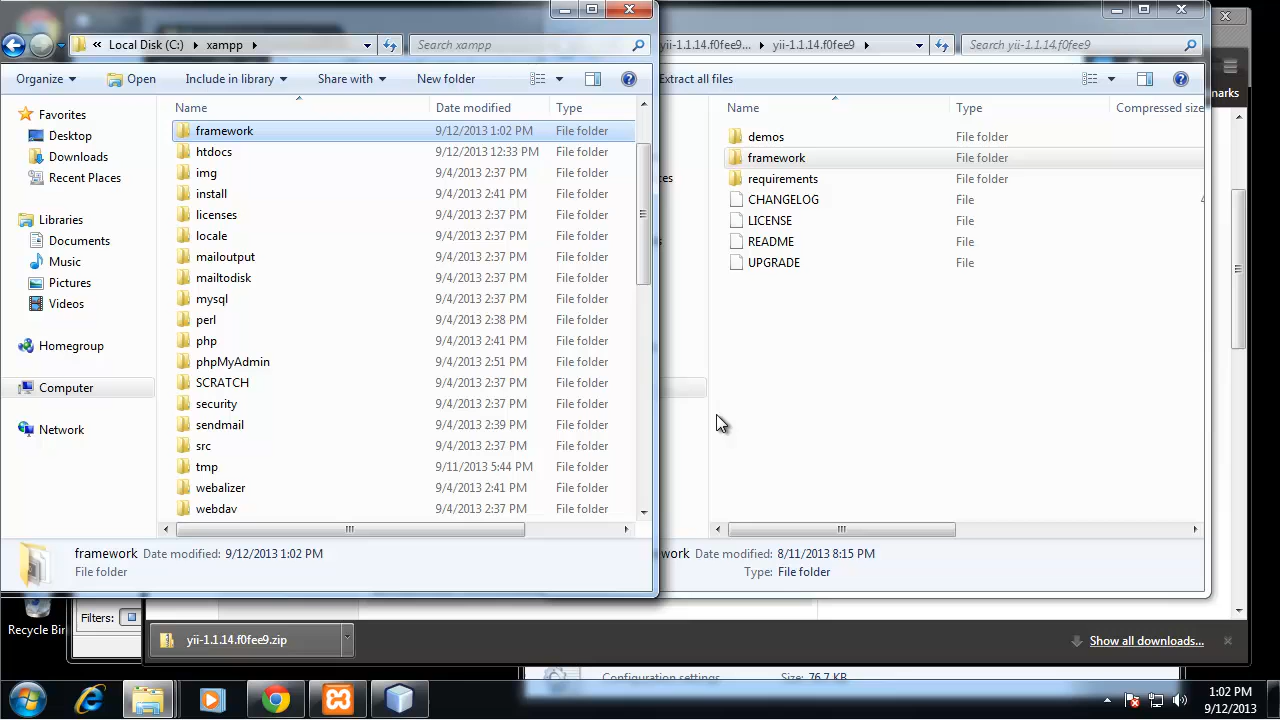 « Local Disk (C:) ▸ xampp ▸
Search xampp
Organize Open Include in library Share with New folder
Favorites
Desktop
Downloads
Recent Places
Libraries
Documents
Music
Pictures
Videos
Homegroup
Computer
Network
Name Date modified Type
framework 9/12/2013 1:02 PM File folder
htdocs 9/12/2013 12:33 PM File folder
img 9/4/2013 2:37 PM File folder
install 9/4/2013 2:41 PM File folder
licenses 9/4/2013 2:37 PM File folder
locale 9/4/2013 2:37 PM File folder
mailoutput 9/4/2013 2:37 PM File folder
mailtodisk 9/4/2013 2:37 PM File folder
mysql 9/4/2013 2:37 PM File folder
perl 9/4/2013 2:38 PM File folder
php 9/4/2013 2:41 PM File folder
phpMyAdmin 9/4/2013 2:51 PM File folder
SCRATCH 9/4/2013 2:37 PM File folder
security 9/4/2013 2:37 PM File folder
sendmail 9/4/2013 2:39 PM File folder
src 9/4/2013 2:37 PM File folder
tmp 9/11/2013 5:44 PM File folder
webalizer 9/4/2013 2:41 PM File folder
webdav 9/4/2013 2:37 PM File folder
framework Date modified: 9/12/2013 1:02 PM
File folder
yii-1.1.14.f0fee9... ▸ yii-1.1.14.f0fee9 ▸
Search yii-1.1.14.f0fee9
Extract all files
Name Type Compressed size
demos File folder
framework File folder
requirements File folder
CHANGELOG File
LICENSE File
README File
UPGRADE File
work Date modified: 8/11/2013 8:15 PM
Type: File folder
Recycle Bin
Filters:
yii-1.1.14.f0fee9.zip
Show all downloads...
Configuration settings Size: 76.7 KB
1:02 PM
9/12/2013